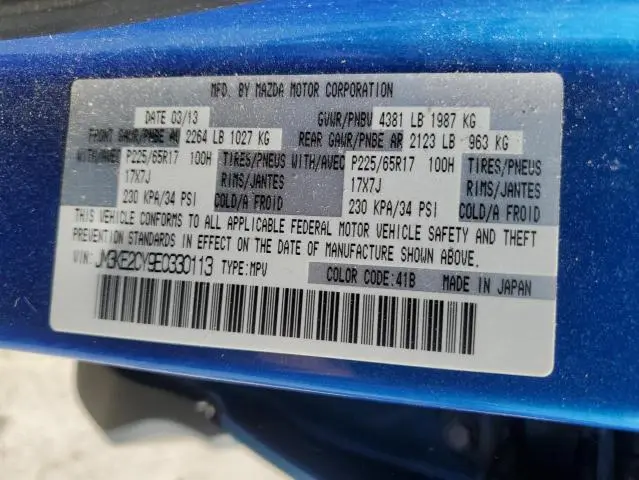 MFD. BY MAZDA MOTOR CORPORATION
DATE 03/13 GVWR/PNBV 4381 LB 1987 KG
FRONT GAWR/PNBE AV 2264 LB 1027 KG REAR GAWR/PNBE AR 2123 LB 963 KG
WITH/AVEC P225/65R17 100H TIRES/PNEUS WITH/AVEC P225/65R17 100H TIRES/PNEUS
17X7J RIMS/JANTES 17X7J RIMS/JANTES
230 KPA/34 PSI COLD/A FROID 230 KPA/34 PSI COLD/A FROID
THIS VEHICLE CONFORMS TO ALL APPLICABLE FEDERAL MOTOR VEHICLE SAFETY AND THEFT
PREVENTION STANDARDS IN EFFECT ON THE DATE OF MANUFACTURE SHOWN ABOVE.
VIN: JM3KE2CY9E0330113 TYPE:MPV COLOR CODE:41B MADE IN JAPAN